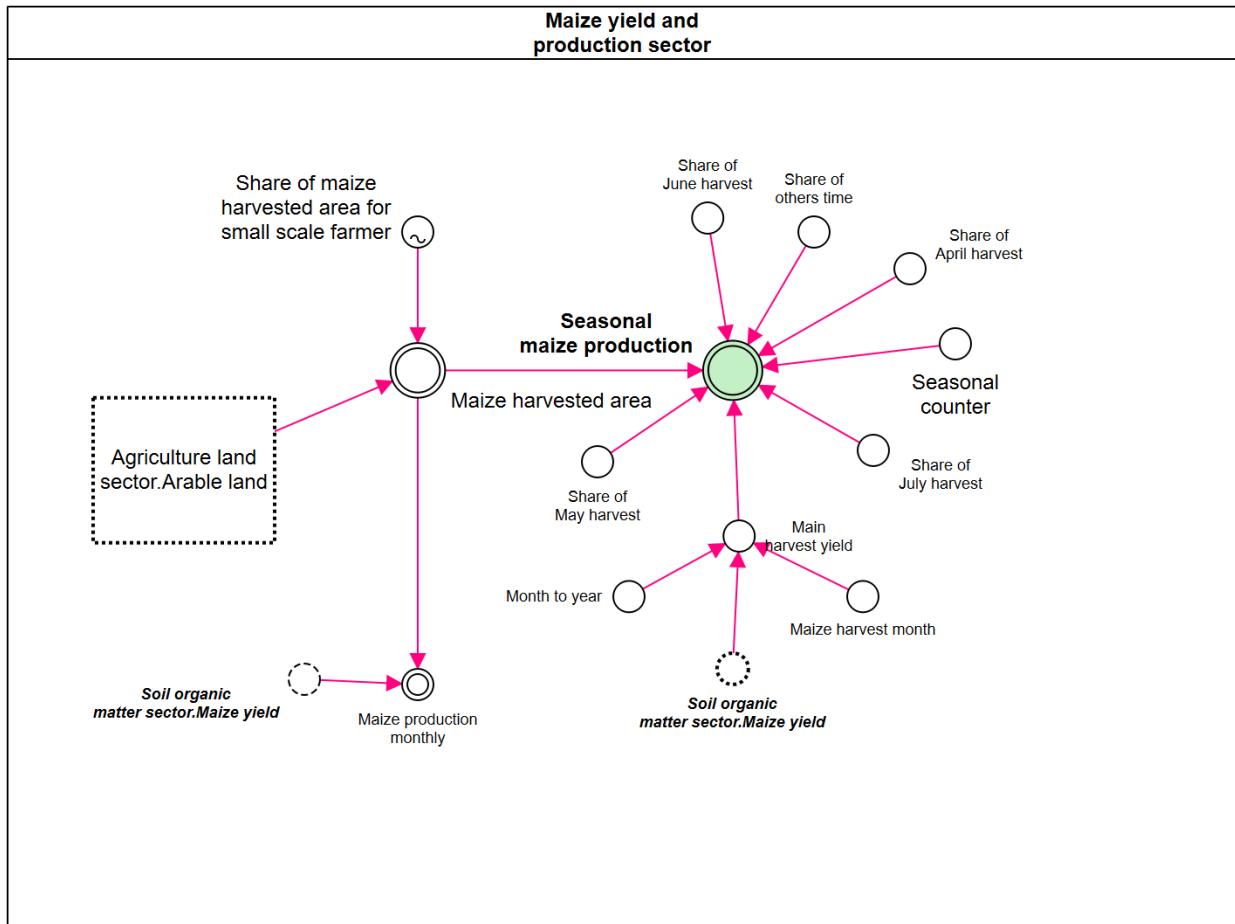 Maize yield and
production sector
Share of
June harvest
Share of
others time
Share of maize
harvested area for
small scale farmer
Share of
April harvest
Seasonal
maize production
Maize harvested area
Seasonal
counter
Agriculture land
sector.Arable land
Share of
May harvest
Share of
July harvest
Main
harvest yield
Month to year
Maize harvest month
Soil organic
matter sector.Maize yield
Maize production
monthly
Soil organic
matter sector.Maize yield